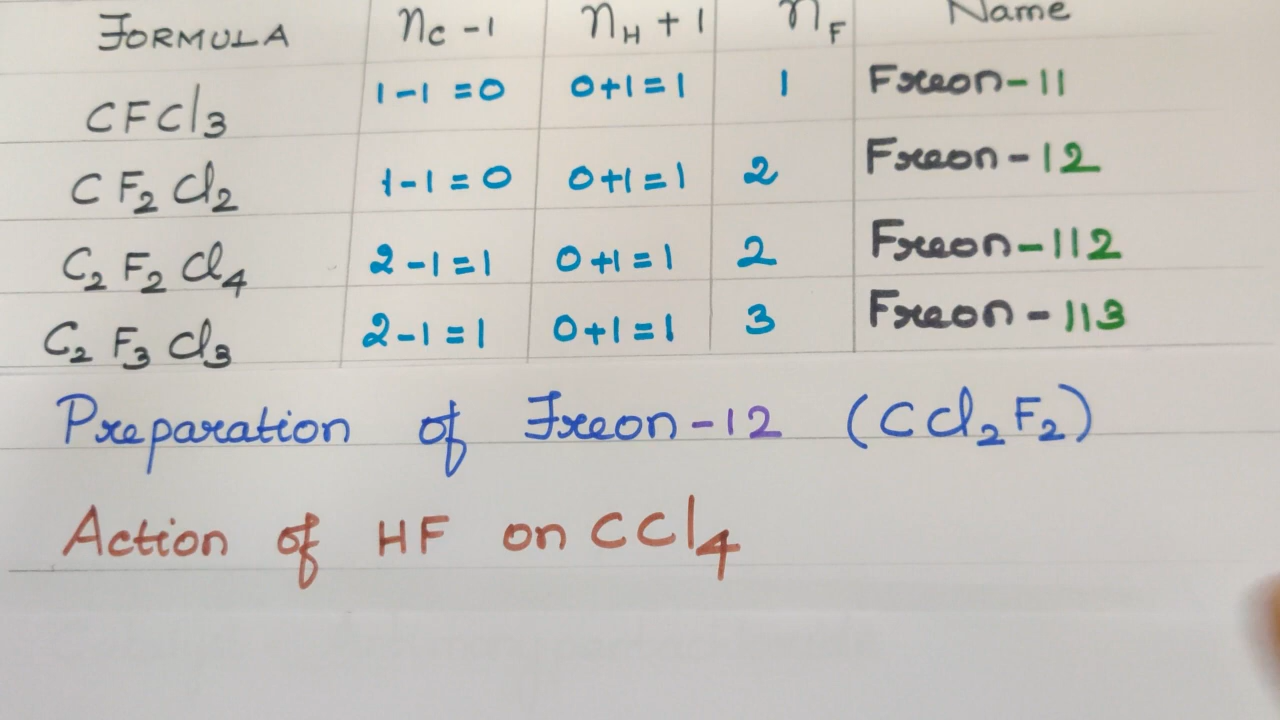 FORMULA nC -1 nH + 1 nF Name
CFCl3 1-1=0 0+1=1 1 Freon-11
CF2Cl2 1-1=0 0+1=1 2 Freon-12
C2F2Cl4 2-1=1 0+1=1 2 Freon-112
C2F3Cl3 2-1=1 0+1=1 3 Freon-113
Preparation of Freon-12 (CCl2F2)
Action of HF on CCl4